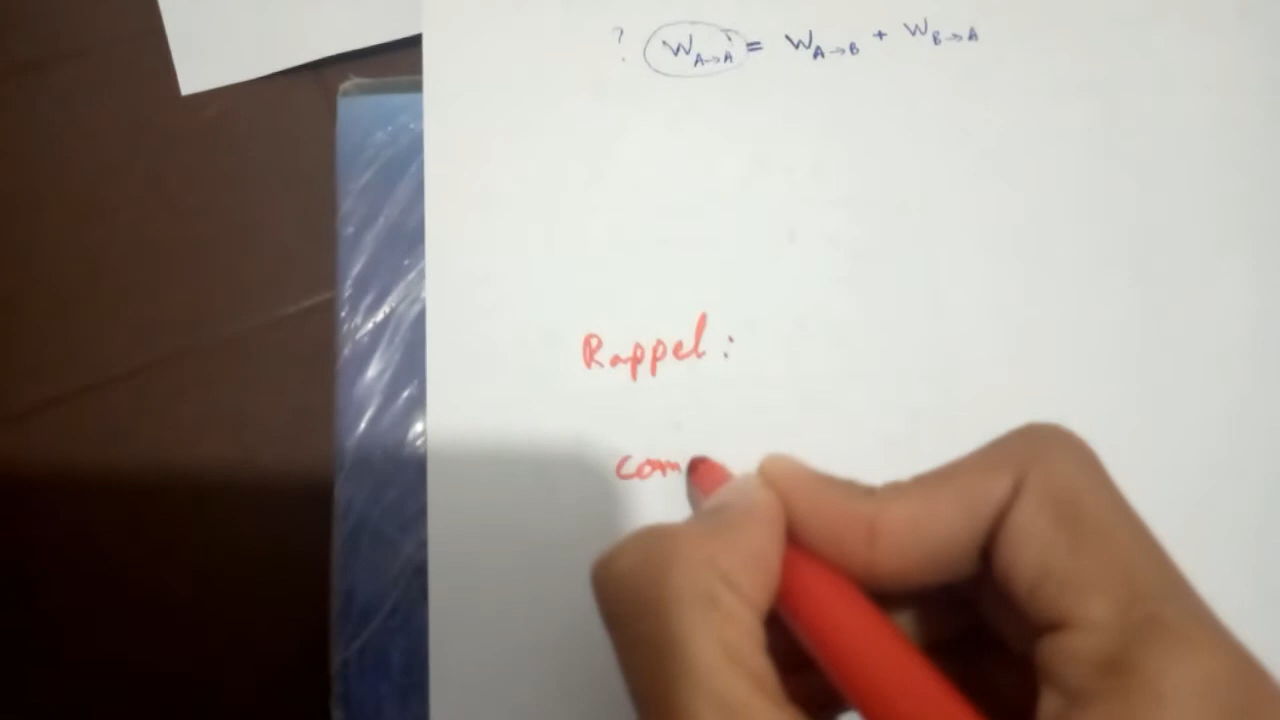 ? W_{A→A} = W_{A→B} + W_{B→A}
Rappel :
com